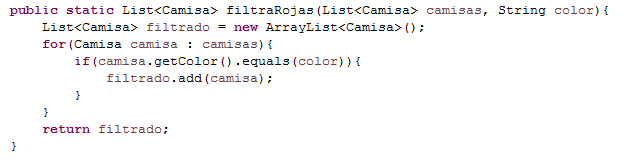 public static List<Camisa> filtraRojas(List<Camisa> camisas, String color){
    List<Camisa> filtrado = new ArrayList<Camisa>();
    for(Camisa camisa : camisas){
        if(camisa.getColor().equals(color)){
            filtrado.add(camisa);
        }
    }
    return filtrado;
}